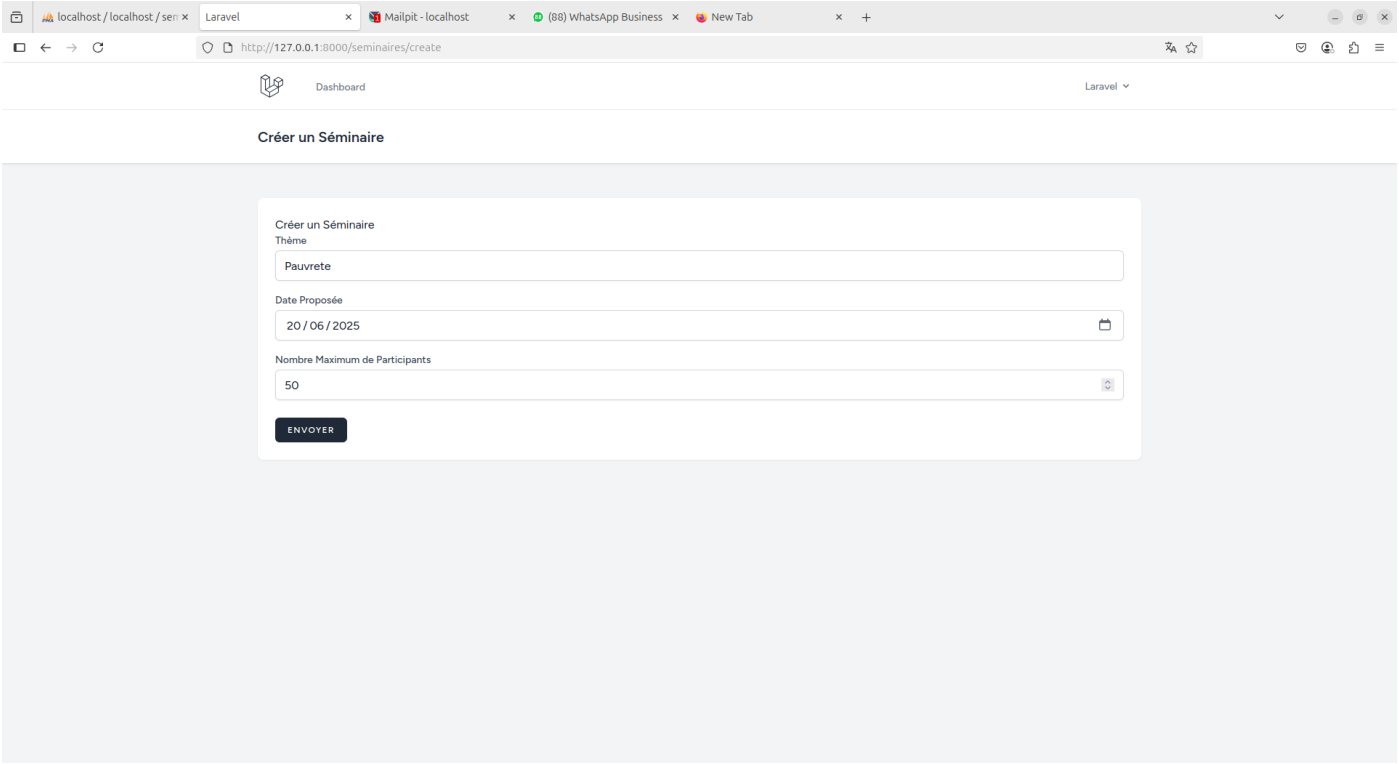 localhost / localhost / sem
Laravel
Mailpit - localhost
(88) WhatsApp Business
New Tab
http://127.0.0.1:8000/seminaires/create
Dashboard
Laravel
Créer un Séminaire
Créer un Séminaire
Thème
Pauvrete
Date Proposée
20 / 06 / 2025
Nombre Maximum de Participants
50
ENVOYER